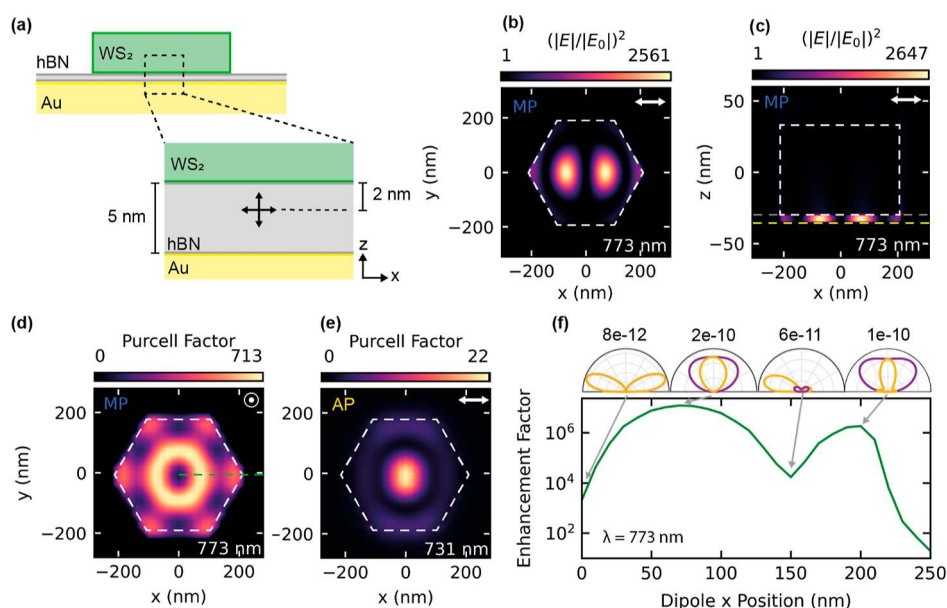 (a)
WS₂
hBN
Au
WS₂
5 nm
2 nm
hBN
Au
z
x
(b)
(|E|/|E₀|)²
1 2561
MP
773 nm
200
0
−200
y (nm)
−200 0 200
x (nm)
(c)
(|E|/|E₀|)²
1 2647
MP
773 nm
50
0
−50
z (nm)
−200 0 200
x (nm)
(d)
Purcell Factor
0 713
MP
773 nm
200
0
−200
y (nm)
−200 0 200
x (nm)
(e)
Purcell Factor
0 22
AP
731 nm
200
0
−200
−200 0 200
x (nm)
(f)
8e-12 2e-10 6e-11 1e-10
Enhancement Factor
10⁶
10⁴
10²
λ = 773 nm
0 50 100 150 200 250
Dipole x Position (nm)